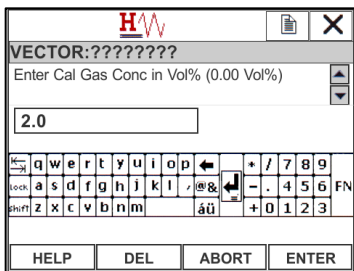 H
VECTOR:????????
Enter Cal Gas Conc in Vol% (0.00 Vol%)
2.0
q w e r t y u i o p * / 7 8 9
Lock a s d f g h j k l , @& - . 4 5 6 FN
Shift z x c v b n m áü + 0 1 2 3
HELP DEL ABORT ENTER